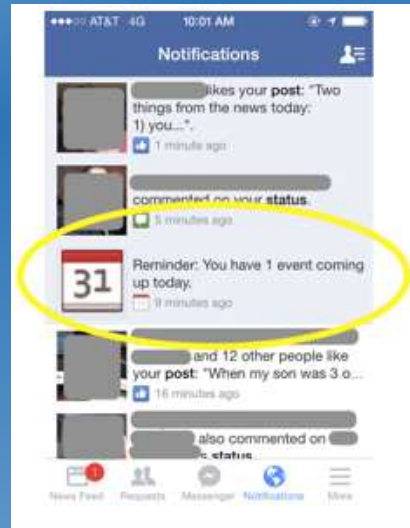 AT&T 4G 10:01 AM
Notifications
likes your post: "Two
things from the news today:
1) you...".
1 minute ago
commented on your status.
5 minutes ago
31
Reminder: You have 1 event coming
up today.
9 minutes ago
and 12 other people like
your post: "When my son was 3 o...
16 minutes ago
also commented on
s status.
1
News Feed Requests Messenger Notifications More